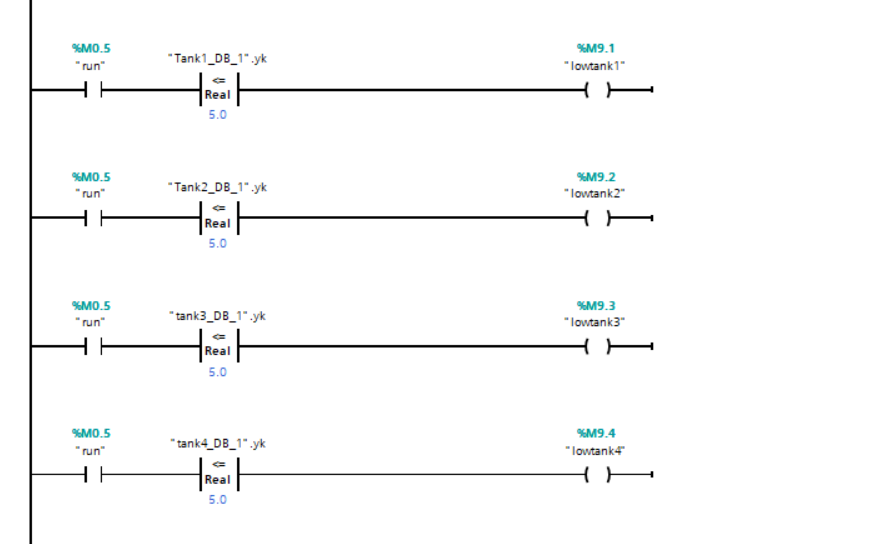 %M0.5
"run"
"Tank1_DB_1".yk
<=
Real
5.0
%M9.1
"lowtank1"
%M0.5
"run"
"Tank2_DB_1".yk
<=
Real
5.0
%M9.2
"lowtank2"
%M0.5
"run"
"tank3_DB_1".yk
<=
Real
5.0
%M9.3
"lowtank3"
%M0.5
"run"
"tank4_DB_1".yk
<=
Real
5.0
%M9.4
"lowtank4"